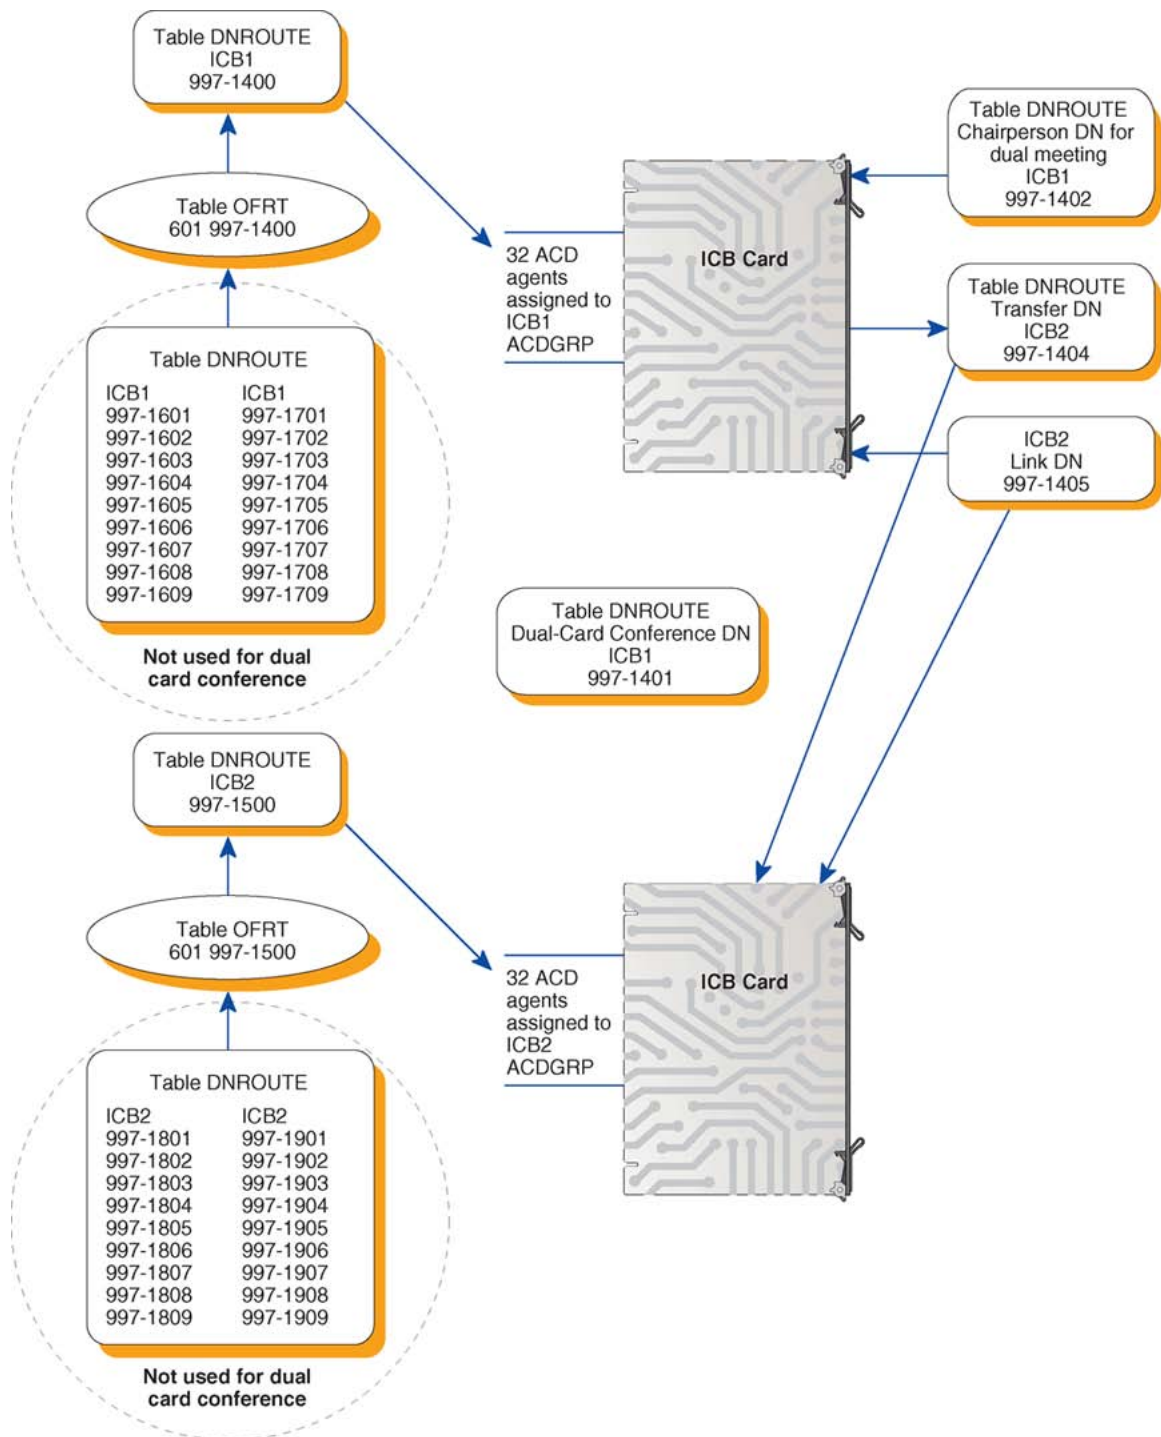 Table DNROUTE
ICB1
997-1400
Table OFRT
601 997-1400
Table DNROUTE
ICB1 ICB1
997-1601 997-1701
997-1602 997-1702
997-1603 997-1703
997-1604 997-1704
997-1605 997-1705
997-1606 997-1706
997-1607 997-1707
997-1608 997-1708
997-1609 997-1709
Not used for dual
card conference
32 ACD
agents
assigned to
ICB1
ACDGRP
ICB Card
Table DNROUTE
Chairperson DN for
dual meeting
ICB1
997-1402
Table DNROUTE
Transfer DN
ICB2
997-1404
ICB2
Link DN
997-1405
Table DNROUTE
Dual-Card Conference DN
ICB1
997-1401
Table DNROUTE
ICB2
997-1500
Table OFRT
601 997-1500
Table DNROUTE
ICB2 ICB2
997-1801 997-1901
997-1802 997-1902
997-1803 997-1903
997-1804 997-1904
997-1805 997-1905
997-1806 997-1906
997-1807 997-1907
997-1808 997-1908
997-1809 997-1909
Not used for dual
card conference
32 ACD
agents
assigned to
ICB2
ACDGRP
ICB Card